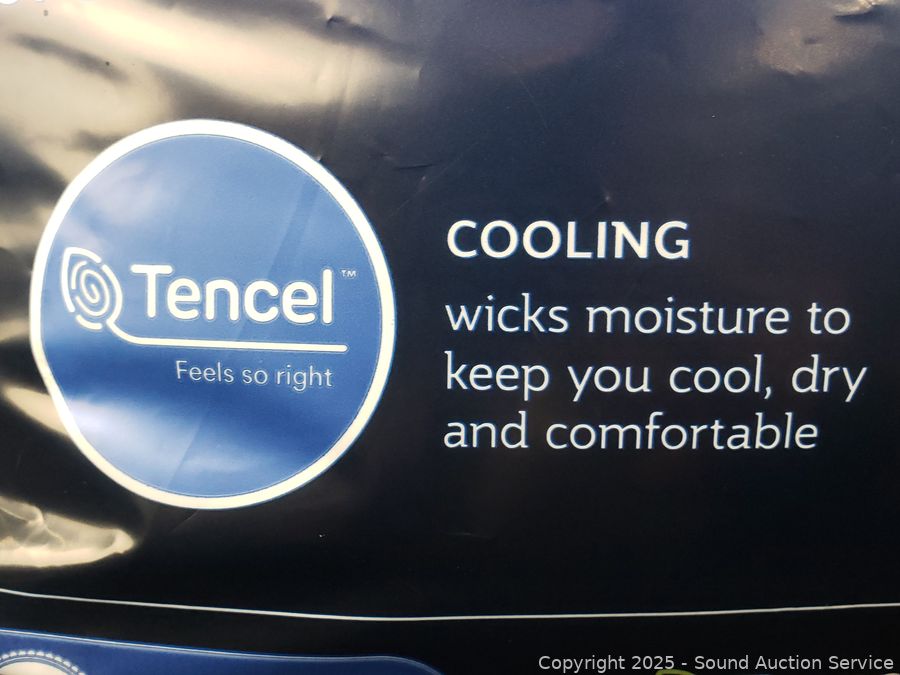 Tencel™
Feels so right
COOLING
wicks moisture to
keep you cool, dry
and comfortable
Copyright 2025 - Sound Auction Service